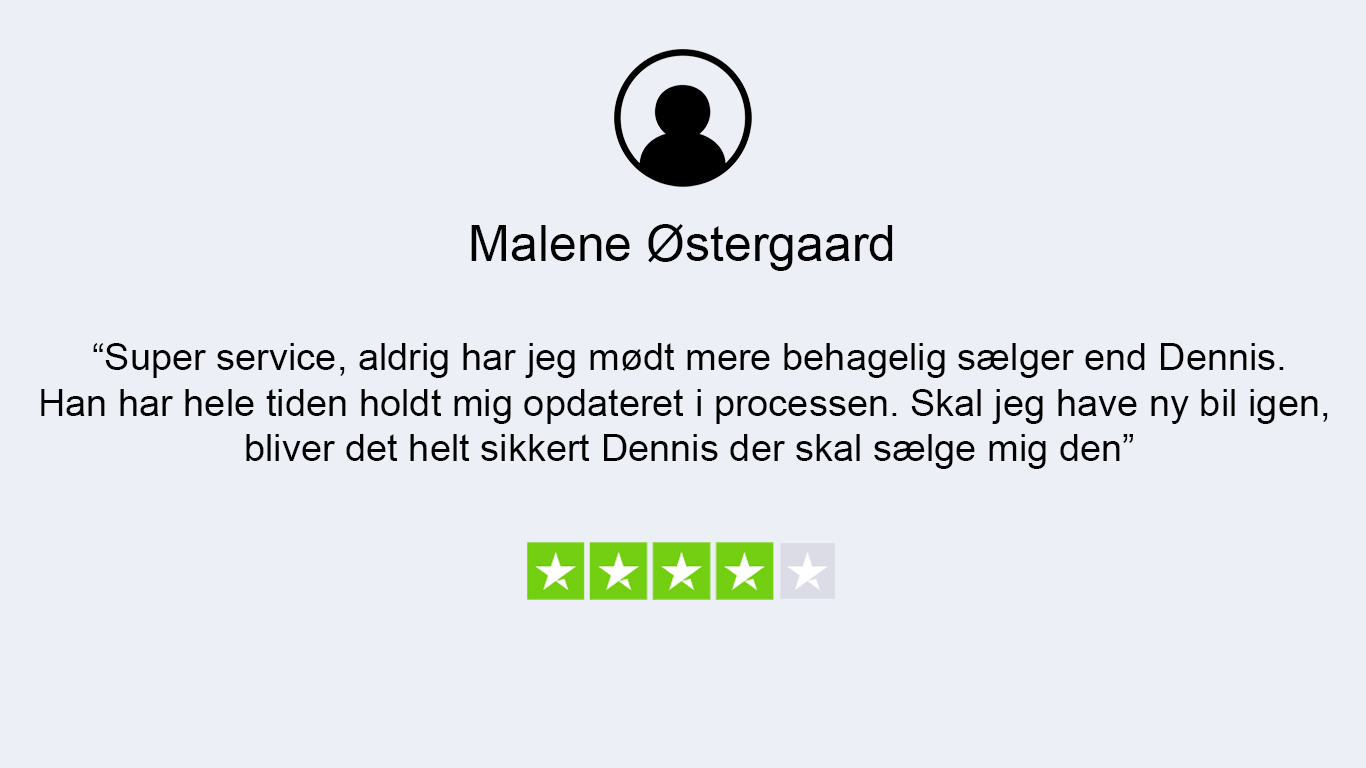 Malene Østergaard
“Super service, aldrig har jeg mødt mere behagelig sælger end Dennis.
Han har hele tiden holdt mig opdateret i processen. Skal jeg have ny bil igen,
bliver det helt sikkert Dennis der skal sælge mig den”